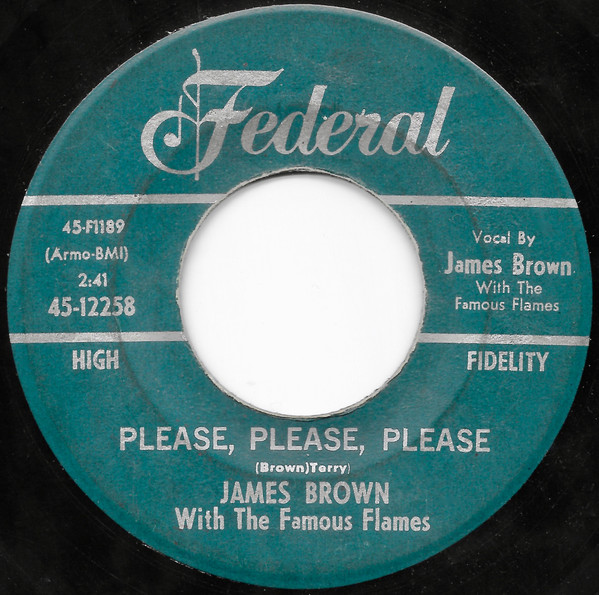 Federal
45-F1189
(Armo-BMI)
2:41
45-12258
Vocal By
James Brown
With The
Famous Flames
HIGH
FIDELITY
PLEASE, PLEASE, PLEASE
(Brown)Terry)
JAMES BROWN
With The Famous Flames